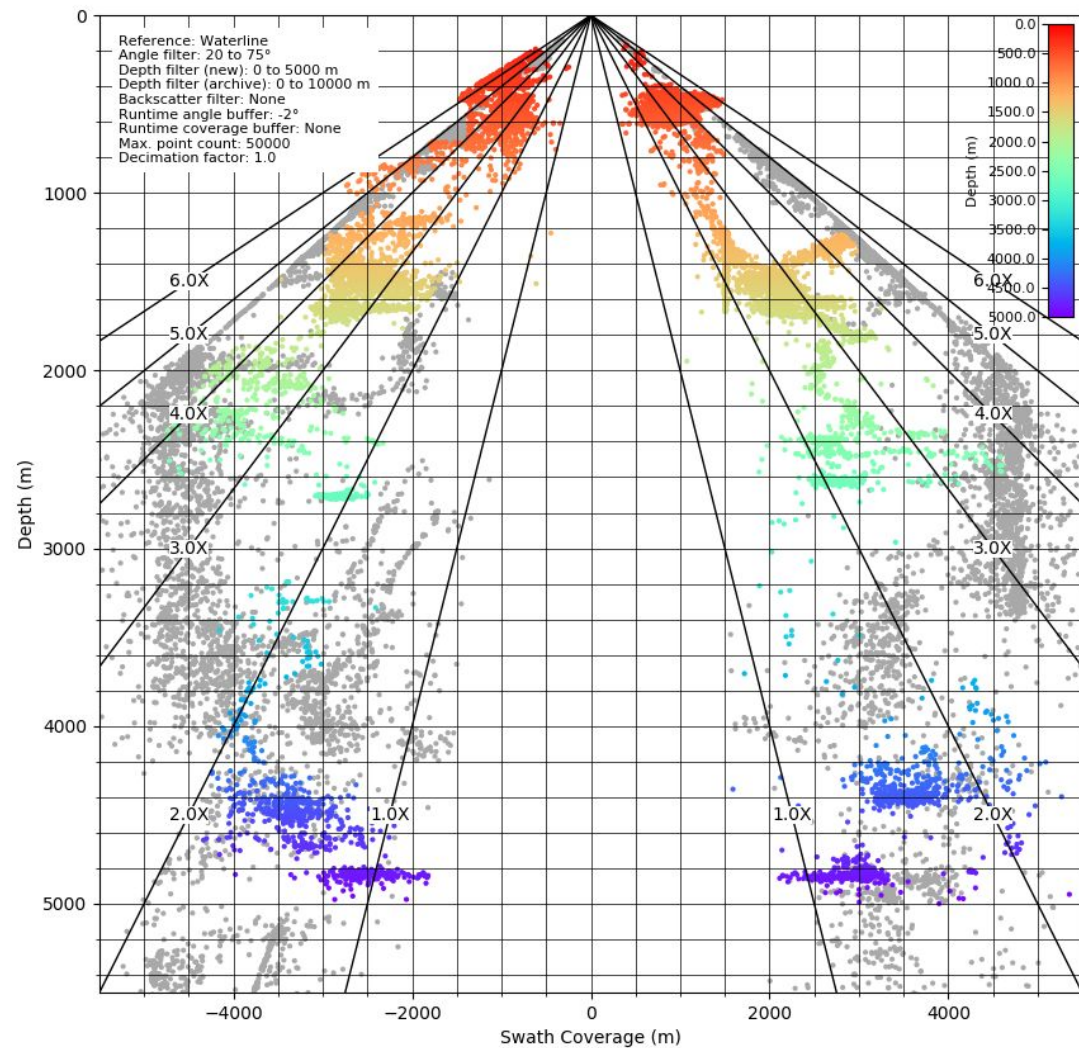 Reference: Waterline
Angle filter: 20 to 75°
Depth filter (new): 0 to 5000 m
Depth filter (archive): 0 to 10000 m
Backscatter filter: None
Runtime angle buffer: -2°
Runtime coverage buffer: None
Max. point count: 50000
Decimation factor: 1.0
0
1000
2000
3000
4000
5000
Depth (m)
−4000
−2000
0
2000
4000
Swath Coverage (m)
6.0X
5.0X
4.0X
3.0X
2.0X
1.0X
1.0X
2.0X
3.0X
4.0X
5.0X
6.0X
Depth (m)
0.0
500.0
1000.0
1500.0
2000.0
2500.0
3000.0
3500.0
4000.0
4500.0
5000.0